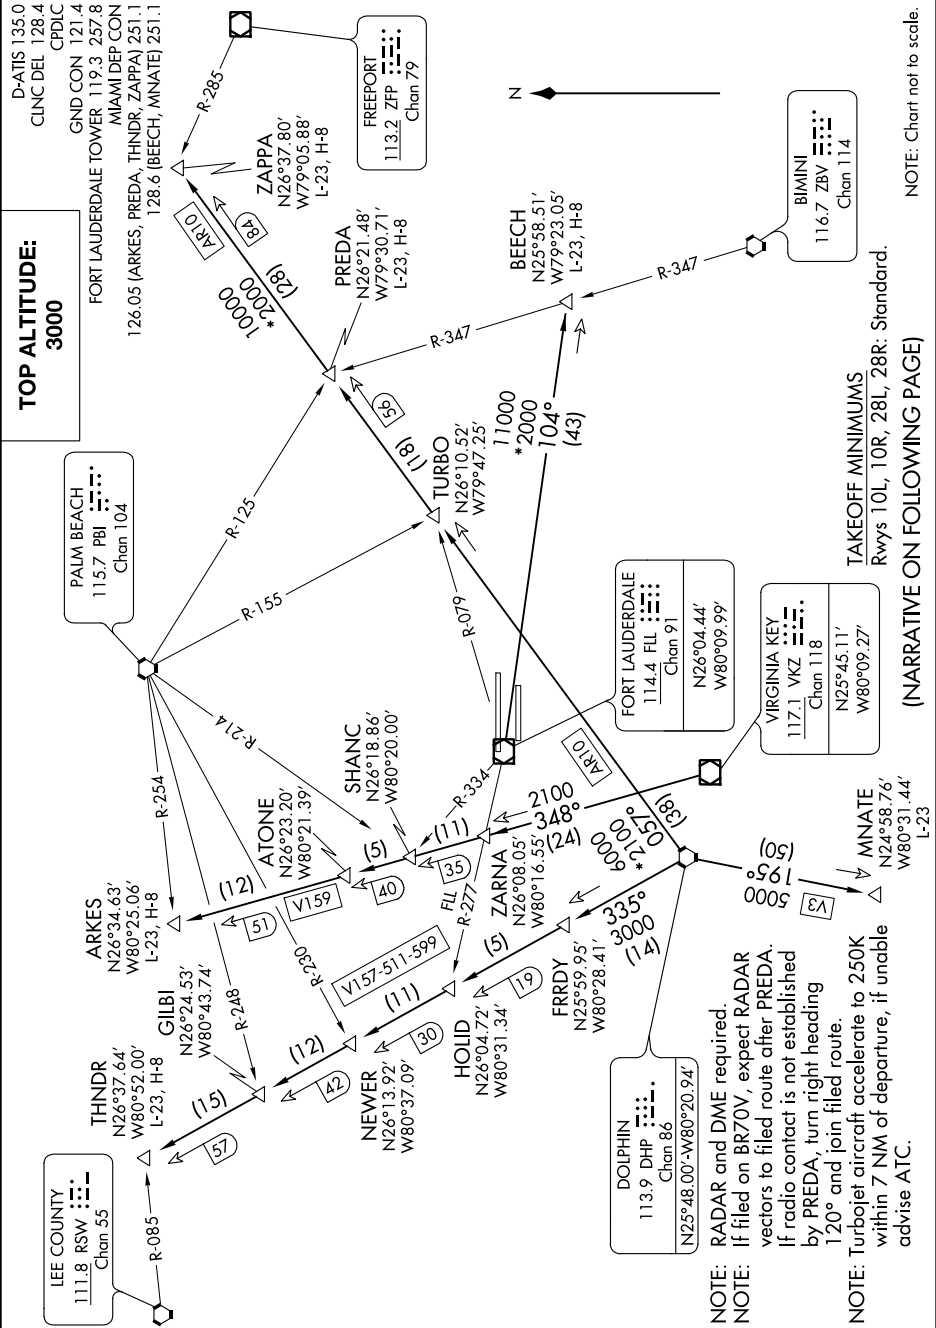 D-ATIS 135.0
CLNC DEL 128.4
CPDLC
GND CON 121.4
FORT LAUDERDALE TOWER 119.3 257.8
MIAMI DEP CON
126.05 (ARKES, PREDA, THNDR, ZAPPA) 251.1
128.6 (BEECH, MNATE) 251.1
TOP ALTITUDE:
3000
FREEPORT
113.2 ZFP
Chan 79
R-285
ZAPPA
N26°37.80'
W79°05.88'
L-23, H-8
AR10
84
10000
*2000
(28)
PREDA
N26°21.48'
W79°30.71'
L-23, H-8
N
BEECH
N25°58.51'
W79°23.05'
L-23, H-8
BIMINI
116.7 ZBV
Chan 114
R-347
R-347
NOTE: Chart not to scale.
56
(18)
TURBO
N26°10.52'
W79°47.25'
11000
*2000
104°
(43)
PALM BEACH
115.7 PBI
Chan 104
R-125
R-155
R-079
R-214
R-254
R-248
R-230
TAKEOFF MINIMUMS
Rwys 10L, 10R, 28L, 28R: Standard.
(NARRATIVE ON FOLLOWING PAGE)
FORT LAUDERDALE
114.4 FLL
Chan 91
N26°04.44'
W80°09.99'
VIRGINIA KEY
117.1 VKZ
Chan 118
N25°45.11'
W80°09.27'
SHANC
N26°18.86'
W80°20.00'
R-334
ATONE
N26°23.20'
W80°21.39'
(5)
(11)
35
40
V159
(12)
51
ARKES
N26°34.63'
W80°25.06'
L-23, H-8
2100
348°
(24)
ZARNA
N26°08.05'
W80°16.55'
FLL
R-277
AR10
6000
*2100
057°
(38)
335°
3000
(14)
MNATE
N24°58.76'
W80°31.44'
L-23
5000
195°
(50)
V3
FRRDY
N25°59.95'
W80°28.41'
(5)
19
HOLID
N26°04.72'
W80°31.34'
V157-511-599
(11)
30
NEWER
N26°13.92'
W80°37.09'
(12)
42
GILBI
N26°24.53'
W80°43.74'
(15)
57
THNDR
N26°37.64'
W80°52.00'
L-23, H-8
LEE COUNTY
111.8 RSW
Chan 55
R-085
DOLPHIN
113.9 DHP
Chan 86
N25°48.00'-W80°20.94'
NOTE: RADAR and DME required.
NOTE: If filed on BR70V, expect RADAR
vectors to filed route after PREDA.
If radio contact is not established
by PREDA, turn right heading
120° and join filed route.
NOTE: Turbojet aircraft accelerate to 250K
within 7 NM of departure, if unable
advise ATC.